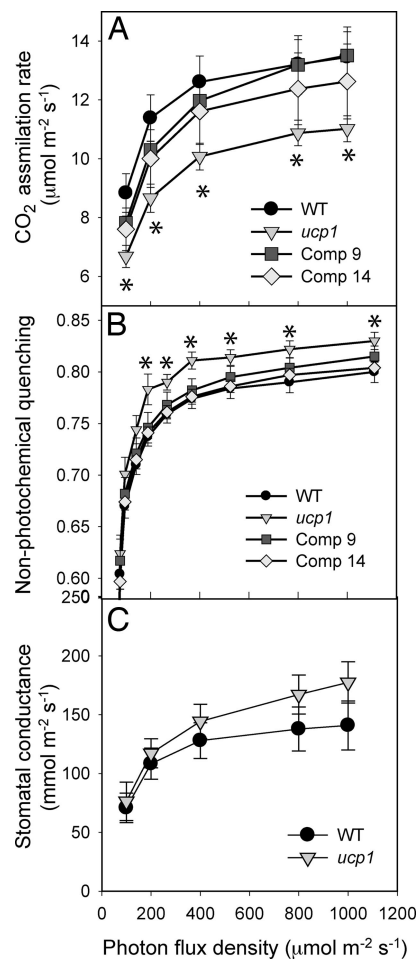 A
14
12
10
8
6
CO2 assmilation rate
(μmol m-2 s-1)
*
*
*
*
*
WT
ucp1
Comp 9
Comp 14
B
0.85
0.80
0.75
0.70
0.65
0.60
Non-photochemical quenching
* * * * * *
WT
ucp1
Comp 9
Comp 14
C
250
200
150
100
50
0
Stomatal conductance
(mmol m-2 s-1)
WT
ucp1
0 200 400 600 800 1000 1200
Photon flux density (μmol m-2 s-1)